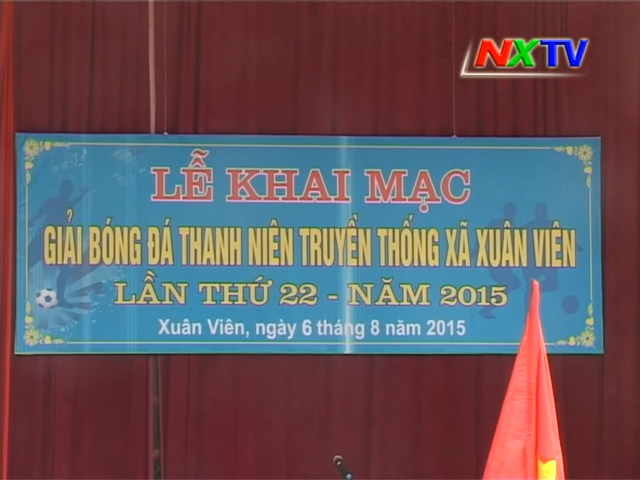 NXTV
LỄ KHAI MẠC
GIẢI BÓNG ĐÁ THANH NIÊN TRUYỀN THỐNG XÃ XUÂN VIÊN
LẦN THỨ 22 - NĂM 2015
Xuân Viên, ngày 6 tháng 8 năm 2015